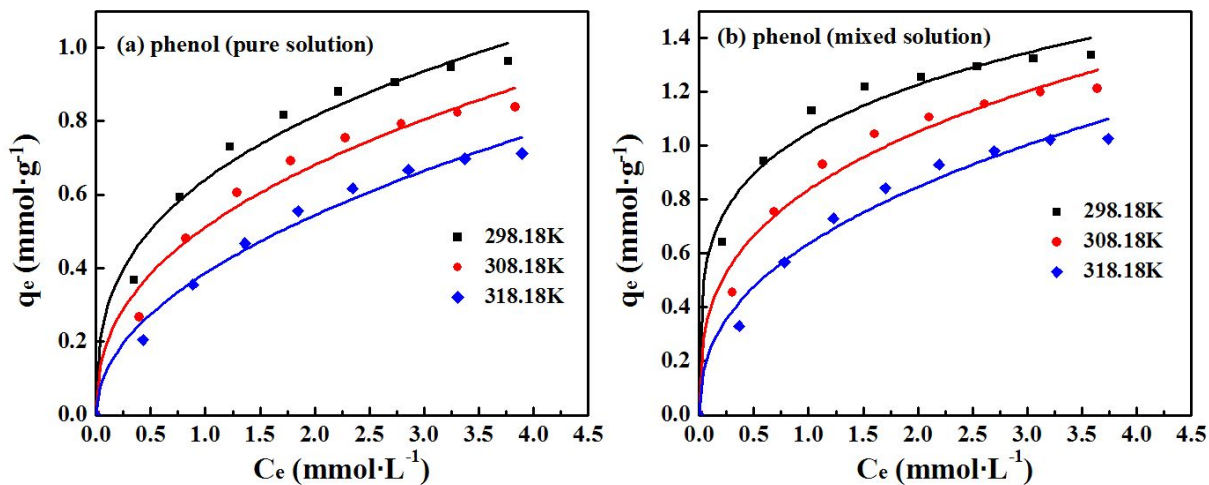 (a) phenol (pure solution)
qe (mmol·g-1)
1.0
0.8
0.6
0.4
0.2
0.0
298.18K
308.18K
318.18K
0.0 0.5 1.0 1.5 2.0 2.5 3.0 3.5 4.0 4.5
Ce (mmol·L-1)
(b) phenol (mixed solution)
qe (mmol·g-1)
1.4
1.2
1.0
0.8
0.6
0.4
0.2
0.0
298.18K
308.18K
318.18K
0.0 0.5 1.0 1.5 2.0 2.5 3.0 3.5 4.0 4.5
Ce (mmol·L-1)